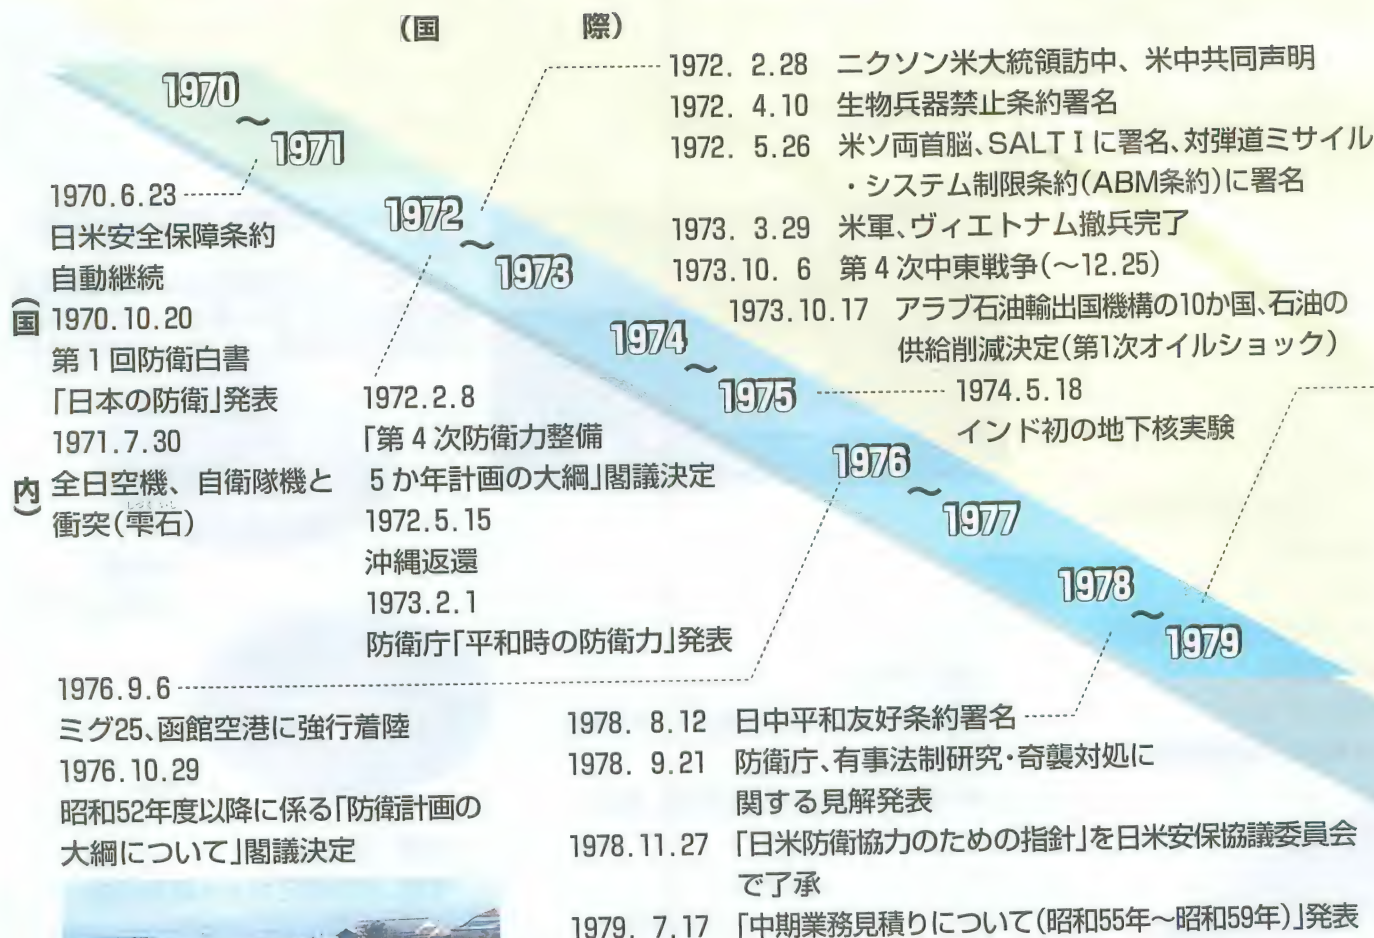 (国際)
1970
～
1971
1970.6.23
日米安全保障条約
自動継続
1970.10.20
第1回防衛白書
「日本の防衛」発表
1971.7.30
全日空機、自衛隊機と
衝突(雫石)
(国内)
1972
～
1973
1972. 2.28 ニクソン米大統領訪中、米中共同声明
1972. 4.10 生物兵器禁止条約署名
1972. 5.26 米ソ両首脳、SALTⅠに署名、対弾道ミサイル
・システム制限条約(ABM条約)に署名
1973. 3.29 米軍、ヴィエトナム撤兵完了
1973.10. 6 第4次中東戦争(～12.25)
1973.10.17 アラブ石油輸出国機構の10か国、石油の
供給削減決定(第1次オイルショック)
1972.2.8
「第4次防衛力整備
5か年計画の大綱」閣議決定
1972.5.15
沖縄返還
1973.2.1
防衛庁「平和時の防衛力」発表
1974
～
1975
1974.5.18
インド初の地下核実験
1976
～
1977
1976.9.6
ミグ25、函館空港に強行着陸
1976.10.29
昭和52年度以降に係る「防衛計画の
大綱について」閣議決定
1978
～
1979
1978. 8.12 日中平和友好条約署名
1978. 9.21 防衛庁、有事法制研究・奇襲対処に
関する見解発表
1978.11.27 「日米防衛協力のための指針」を日米安保協議委員会
で了承
1979. 7.17 「中期業務見積りについて(昭和55年～昭和59年)」発表